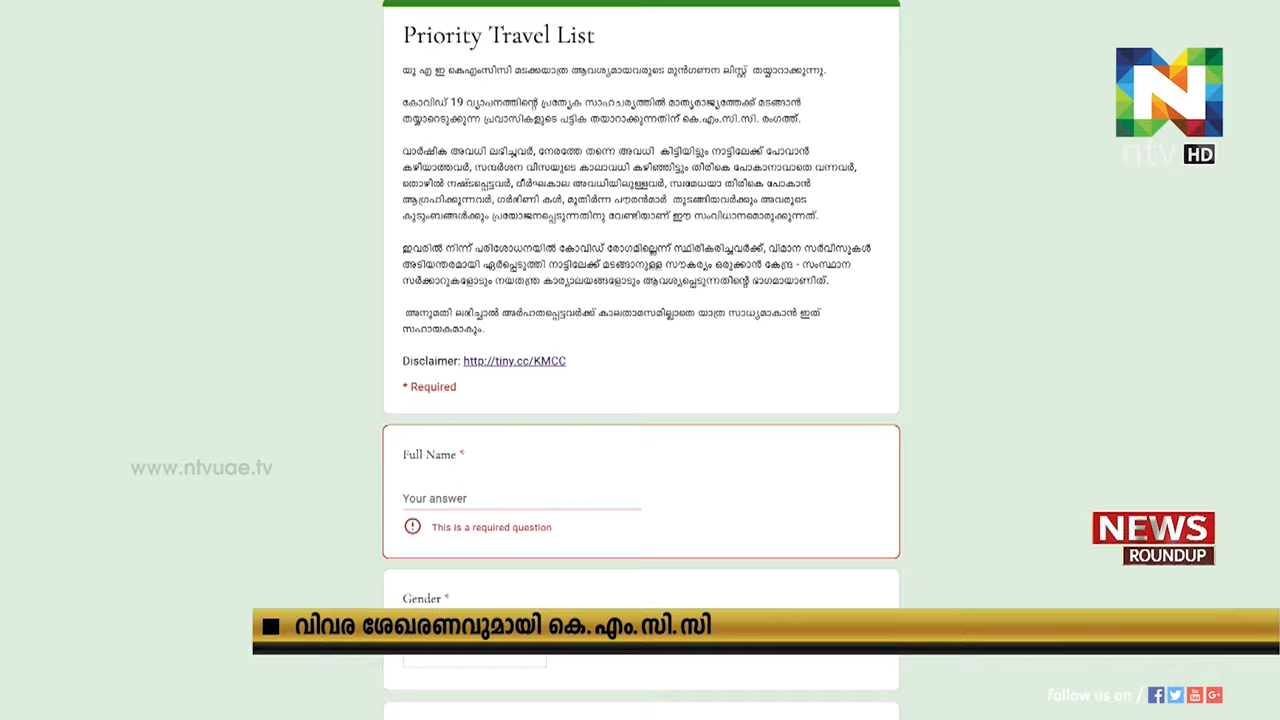 Priority Travel List
യു എ ഇ കെഎംസിസി മടക്കയാത്ര ആവശ്യമായവരുടെ മുൻഗണന ലിസ്റ്റ് തയ്യാറാക്കുന്നു.
കോവിഡ് 19 വ്യാപനത്തിന്റെ പ്രത്യേക സാഹചര്യത്തിൽ മാതൃരാജ്യത്തേക്ക് മടങ്ങാൻ
തയ്യാറെടുക്കുന്ന പ്രവാസികളുടെ പട്ടിക തയാറാക്കുന്നതിന് കെ.എം.സി.സി. രംഗത്ത്.
വാർഷിക അവധി ലഭിച്ചവർ, നേരത്തേ തന്നെ അവധി കിട്ടിയിട്ടും നാട്ടിലേക്ക് പോവാൻ
കഴിയാത്തവർ, സന്ദർശന വീസയുടെ കാലാവധി കഴിഞ്ഞിട്ടും തിരികെ പോകാനാവാതെ വന്നവർ,
തൊഴിൽ നഷ്ടപ്പെട്ടവർ, ദീർഘകാല അവധിയിലുള്ളവർ, സ്വമേധയാ തിരികെ പോകാൻ
ആഗ്രഹിക്കുന്നവർ, ഗർഭിണി കൾ, മുതിർന്ന പൗരൻമാർ തുടങ്ങിയവർക്കും അവരുടെ
കുടുംബങ്ങൾക്കും പ്രയോജനപ്പെടുന്നതിനു വേണ്ടിയാണ് ഈ സംവിധാനമൊരുക്കുന്നത്.
ഇവരിൽ നിന്ന് പരിശോധനയിൽ കോവിഡ് രോഗമില്ലെന്ന് സ്ഥിരീകരിച്ചവർക്ക്, വിമാന സർവീസുകൾ
അടിയന്തരമായി ഏർപ്പെടുത്തി നാട്ടിലേക്ക് മടങ്ങാനുള്ള സൗകര്യം ഒരുക്കാൻ കേന്ദ്ര - സംസ്ഥാന
സർക്കാറുകളോടും നയതന്ത്ര കാര്യാലയങ്ങളോടും ആവശ്യപ്പെടുന്നതിന്റെ ഭാഗമായാണിത്.
അനുമതി ലഭിച്ചാൽ അർഹതപ്പെട്ടവർക്ക് കാലതാമസമില്ലാതെ യാത്ര സാധ്യമാകാൻ ഇത്
സഹായകമാകും.
Disclaimer: http://tiny.cc/KMCC
* Required
Full Name *
Your answer
This is a required question
Gender *
ntv HD
www.ntvuae.tv
NEWS
ROUNDUP
വിവര ശേഖരണവുമായി കെ.എം.സി.സി
follow us on /